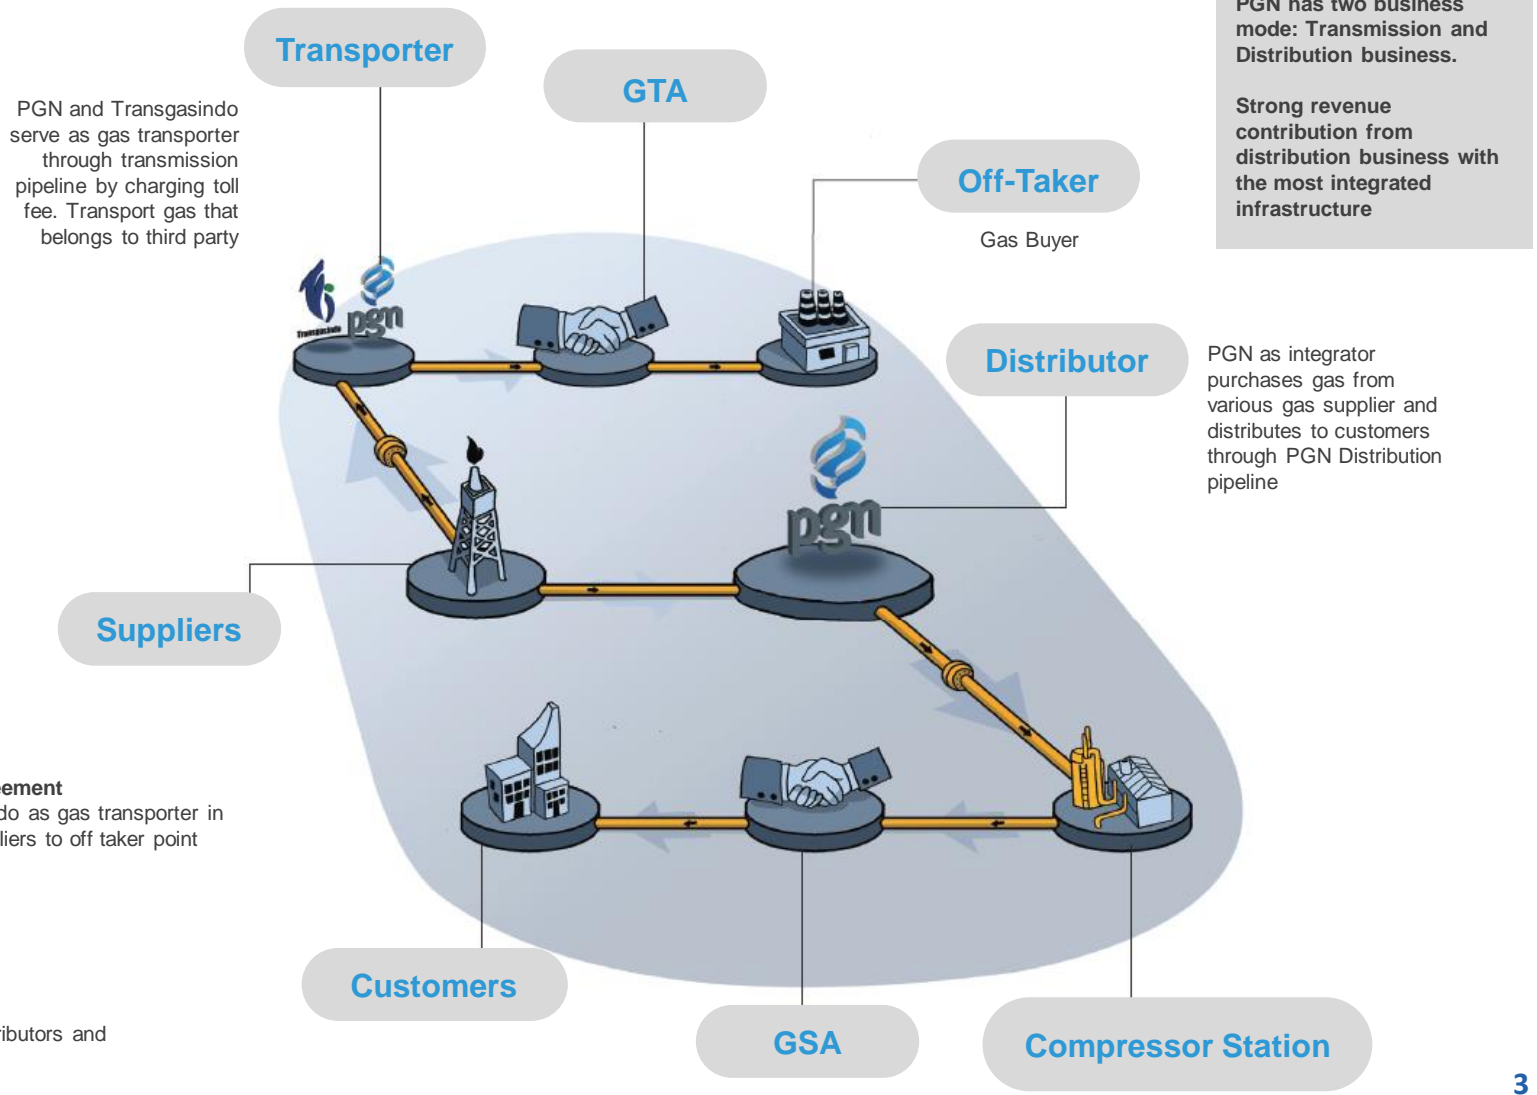 PGN has two business
mode: Transmission and
Distribution business.
Strong revenue
contribution from
distribution business with
the most integrated
infrastructure
Transporter
GTA
PGN and Transgasindo
serve as gas transporter
through transmission
pipeline by charging toll
fee. Transport gas that
belongs to third party
Off-Taker
Gas Buyer
Transgasindo
pgn
Distributor
PGN as integrator
purchases gas from
various gas supplier and
distributes to customers
through PGN Distribution
pipeline
pgn
Suppliers
as gas transporter in
to off taker point
Customers
and
GSA
Compressor Station
3